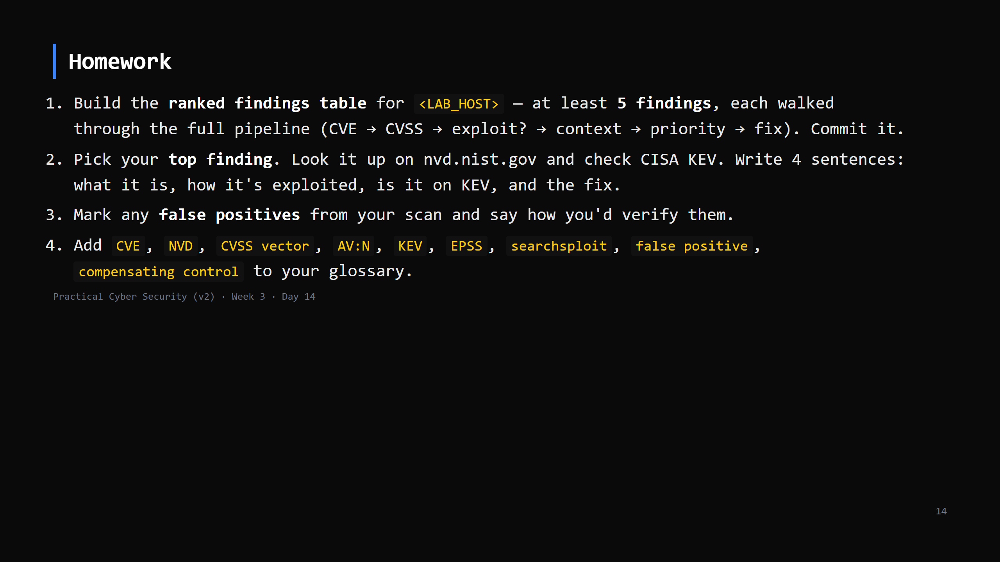 Homework
1. Build the ranked findings table for <LAB_HOST> — at least 5 findings, each walked
through the full pipeline (CVE → CVSS → exploit? → context → priority → fix). Commit it.
2. Pick your top finding. Look it up on nvd.nist.gov and check CISA KEV. Write 4 sentences:
what it is, how it's exploited, is it on KEV, and the fix.
3. Mark any false positives from your scan and say how you'd verify them.
4. Add CVE, NVD, CVSS vector, AV:N, KEV, EPSS, searchsploit, false positive,
compensating control to your glossary.
Practical Cyber Security (v2) · Week 3 · Day 14
14